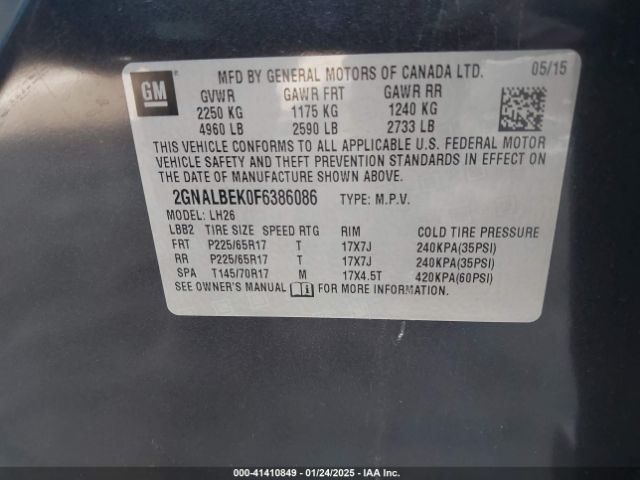 GM
MFD BY GENERAL MOTORS OF CANADA LTD. 05/15
GVWR GAWR FRT GAWR RR
2250 KG 1175 KG 1240 KG
4960 LB 2590 LB 2733 LB
THIS VEHICLE CONFORMS TO ALL APPLICABLE U.S. FEDERAL MOTOR
VEHICLE SAFETY AND THEFT PREVENTION STANDARDS IN EFFECT ON
THE DATE OF MANUFACTURE SHOWN ABOVE.
2GNALBEK0F6386086 TYPE: M.P.V.
MODEL: LH26
LBB2 TIRE SIZE SPEED RTG RIM COLD TIRE PRESSURE
FRT P225/65R17 T 17X7J 240KPA(35PSI)
RR P225/65R17 T 17X7J 240KPA(35PSI)
SPA T145/70R17 M 17X4.5T 420KPA(60PSI)
SEE OWNER'S MANUAL FOR MORE INFORMATION.
000-41410849 - 01/24/2025 - IAA Inc.